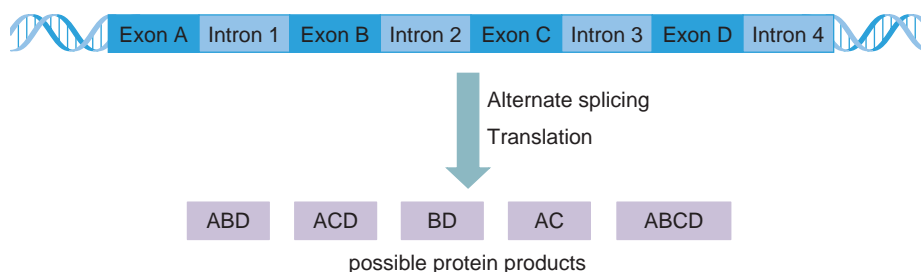 Exon A Intron 1 Exon B Intron 2 Exon C Intron 3 Exon D Intron 4
Alternate splicing
Translation
ABD ACD BD AC ABCD
possible protein products